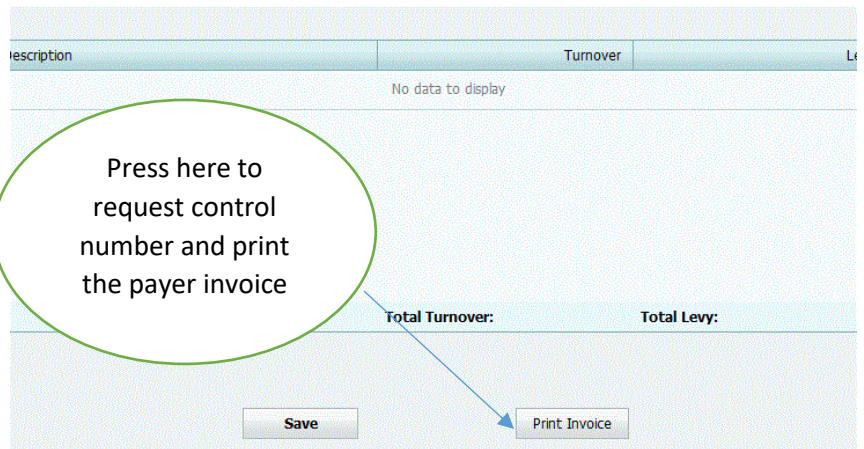 Description Turnover Le
No data to display
Press here to
request control
number and print
the payer invoice
Total Turnover: Total Levy:
Save Print Invoice